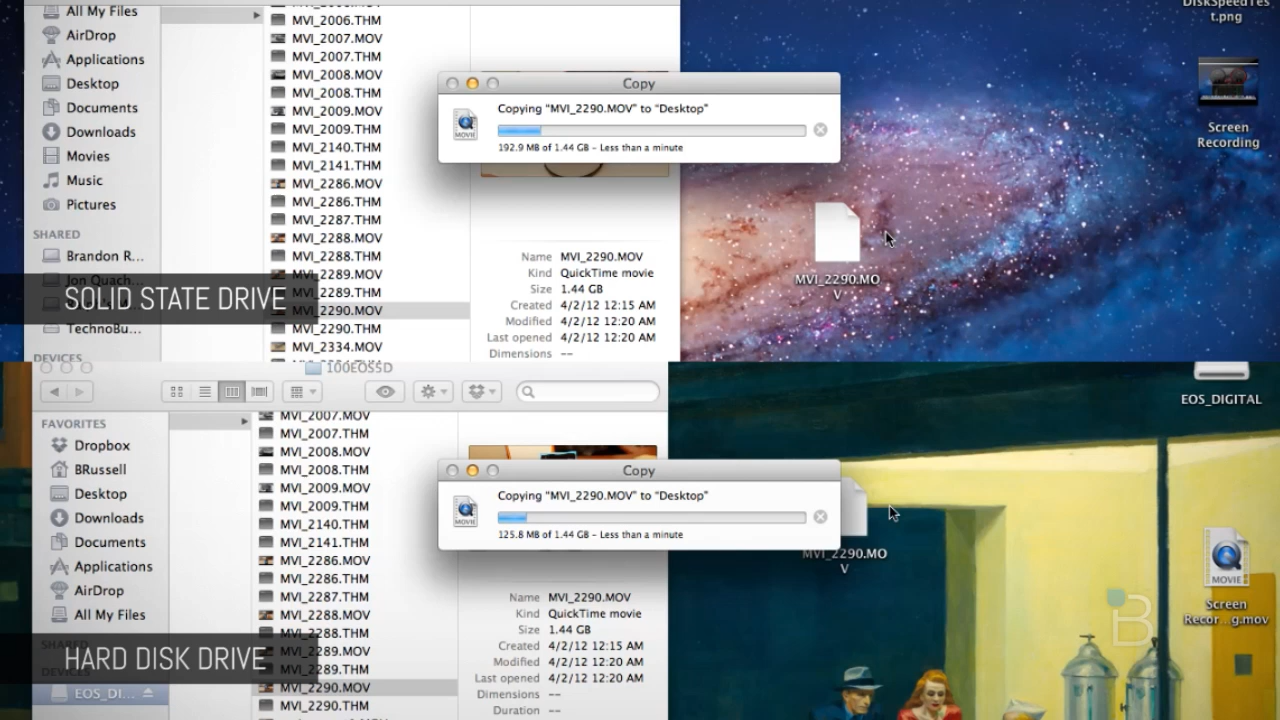 All My Files
AirDrop
Applications
Desktop
Documents
Downloads
Movies
Music
Pictures
SHARED
Brandon R...
Jon Quach
TechnoBu...
DEVICES
MVI_2006.THM
MVI_2007.MOV
MVI_2007.THM
MVI_2008.MOV
MVI_2008.THM
MVI_2009.MOV
MVI_2009.THM
MVI_2140.THM
MVI_2141.THM
MVI_2286.MOV
MVI_2286.THM
MVI_2287.THM
MVI_2288.MOV
MVI_2288.THM
MVI_2289.MOV
MVI_2289.THM
MVI_2290.MOV
MVI_2290.THM
MVI_2334.MOV
Copy
Copying "MVI_2290.MOV" to "Desktop"
192.9 MB of 1.44 GB - Less than a minute
MOVIE
Name MVI_2290.MOV
Kind QuickTime movie
Size 1.44 GB
Created 4/2/12 12:15 AM
Modified 4/2/12 12:20 AM
Last opened 4/2/12 12:20 AM
Dimensions --
MVI_2290.MO
V
DiskSpeedTes
t.png
Screen
Recording
SOLID STATE DRIVE
100EOS5D
FAVORITES
Dropbox
BRussell
Desktop
Downloads
Documents
Applications
AirDrop
All My Files
SHARED
DEVICES
EOS_DI...
MVI_2007.MOV
MVI_2007.THM
MVI_2008.MOV
MVI_2008.THM
MVI_2009.MOV
MVI_2009.THM
MVI_2140.THM
MVI_2141.THM
MVI_2286.MOV
MVI_2286.THM
MVI_2287.THM
MVI_2288.MOV
MVI_2288.THM
MVI_2289.MOV
MVI_2289.THM
MVI_2290.MOV
MVI_2290.THM
Copy
Copying "MVI_2290.MOV" to "Desktop"
125.8 MB of 1.44 GB - Less than a minute
MOVIE
Name MVI_2290.MOV
Kind QuickTime movie
Size 1.44 GB
Created 4/2/12 12:15 AM
Modified 4/2/12 12:20 AM
Last opened 4/2/12 12:20 AM
Dimensions --
Duration --
MVI_2290.MO
V
EOS_DIGITAL
MOVIE
Screen
Recor...g.mov
B
HARD DISK DRIVE